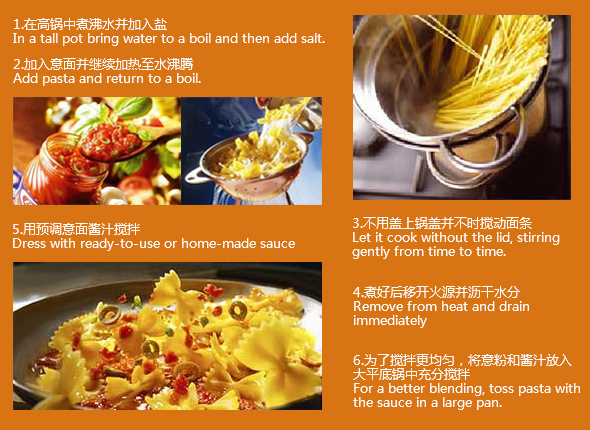 1.在高锅中煮沸水并加入盐
In a tall pot bring water to a boil and then add salt.
2.加入意面并继续加热至水沸腾
Add pasta and return to a boil.
3.不用盖上锅盖并不时搅动面条
Let it cook without the lid, stirring
gently from time to time.
4.煮好后移开火源并沥干水分
Remove from heat and drain
immediately
5.用预调意面酱汁搅拌
Dress with ready-to-use or home-made sauce
6.为了搅拌更均匀，将意粉和酱汁放入
大平底锅中充分搅拌
For a better blending, toss pasta with
the sauce in a large pan.